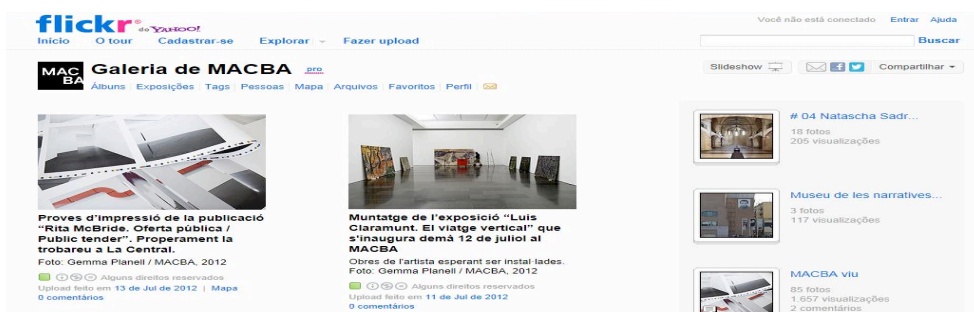 flickr® do YAHOO!
Você não está conectado Entrar Ajuda
Início O tour Cadastrar-se Explorar Fazer upload
Buscar
MAC
BA
Galeria de MACBA pro
Álbuns Exposições Tags Pessoas Mapa Arquivos Favoritos Perfil
Slideshow Compartilhar
Proves d'impressió de la publicació
“Rita McBride. Oferta pública /
Public tender”. Properament la
trobareu a La Central.
Foto: Gemma Planell / MACBA, 2012
Alguns direitos reservados
Upload feito em 13 de Jul de 2012 | Mapa
0 comentários
Muntatge de l'exposició “Luis
Claramunt. El viatge vertical” que
s'inaugura demà 12 de juliol al
MACBA
Obres de l'artista esperant ser instal·lades.
Foto: Gemma Planell / MACBA, 2012
Alguns direitos reservados
Upload feito em 11 de Jul de 2012
0 comentários
# 04 Natascha Sadr...
18 fotos
205 visualizações
Museu de les narratives...
3 fotos
117 visualizações
MACBA viu
85 fotos
1.657 visualizações
2 comentários